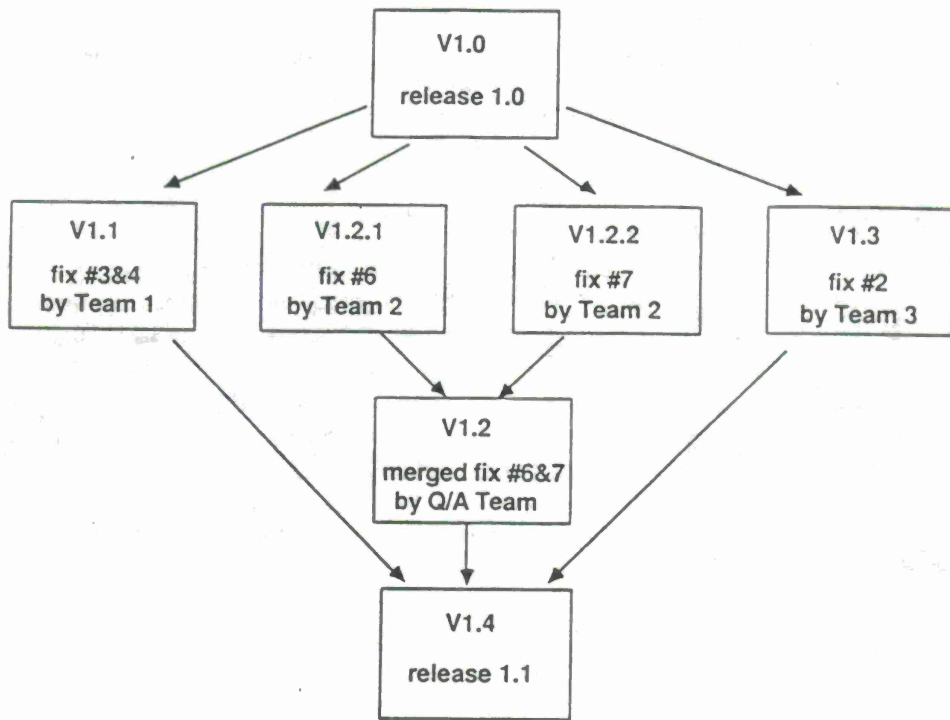 V1.0
release 1.0
V1.1
fix #3&4
by Team 1
V1.2.1
fix #6
by Team 2
V1.2.2
fix #7
by Team 2
V1.3
fix #2
by Team 3
V1.2
merged fix #6&7
by Q/A Team
V1.4
release 1.1